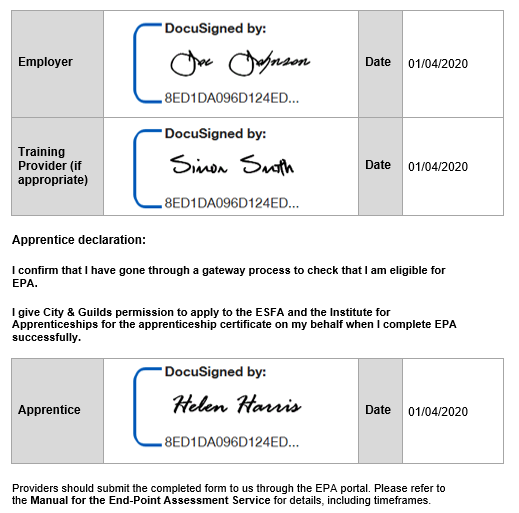 DocuSigned by:
Employer
Joe Johnson
Date
01/04/2020
8ED1DA096D124ED...
DocuSigned by:
Training
Provider (if
appropriate)
Simon Smith
Date
01/04/2020
8ED1DA096D124ED...
Apprentice declaration:
I confirm that I have gone through a gateway process to check that I am eligible for
EPA.
I give City & Guilds permission to apply to the ESFA and the Institute for
Apprenticeships for the apprenticeship certificate on my behalf when I complete EPA
successfully.
DocuSigned by:
Apprentice
Helen Harris
Date
01/04/2020
8ED1DA096D124ED...
Providers should submit the completed form to us through the EPA portal. Please refer to
the Manual for the End-Point Assessment Service for details, including timeframes.